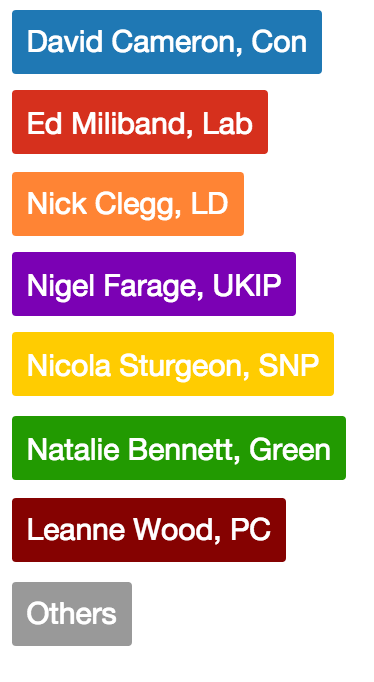 David Cameron, Con
Ed Miliband, Lab
Nick Clegg, LD
Nigel Farage, UKIP
Nicola Sturgeon, SNP
Natalie Bennett, Green
Leanne Wood, PC
Others